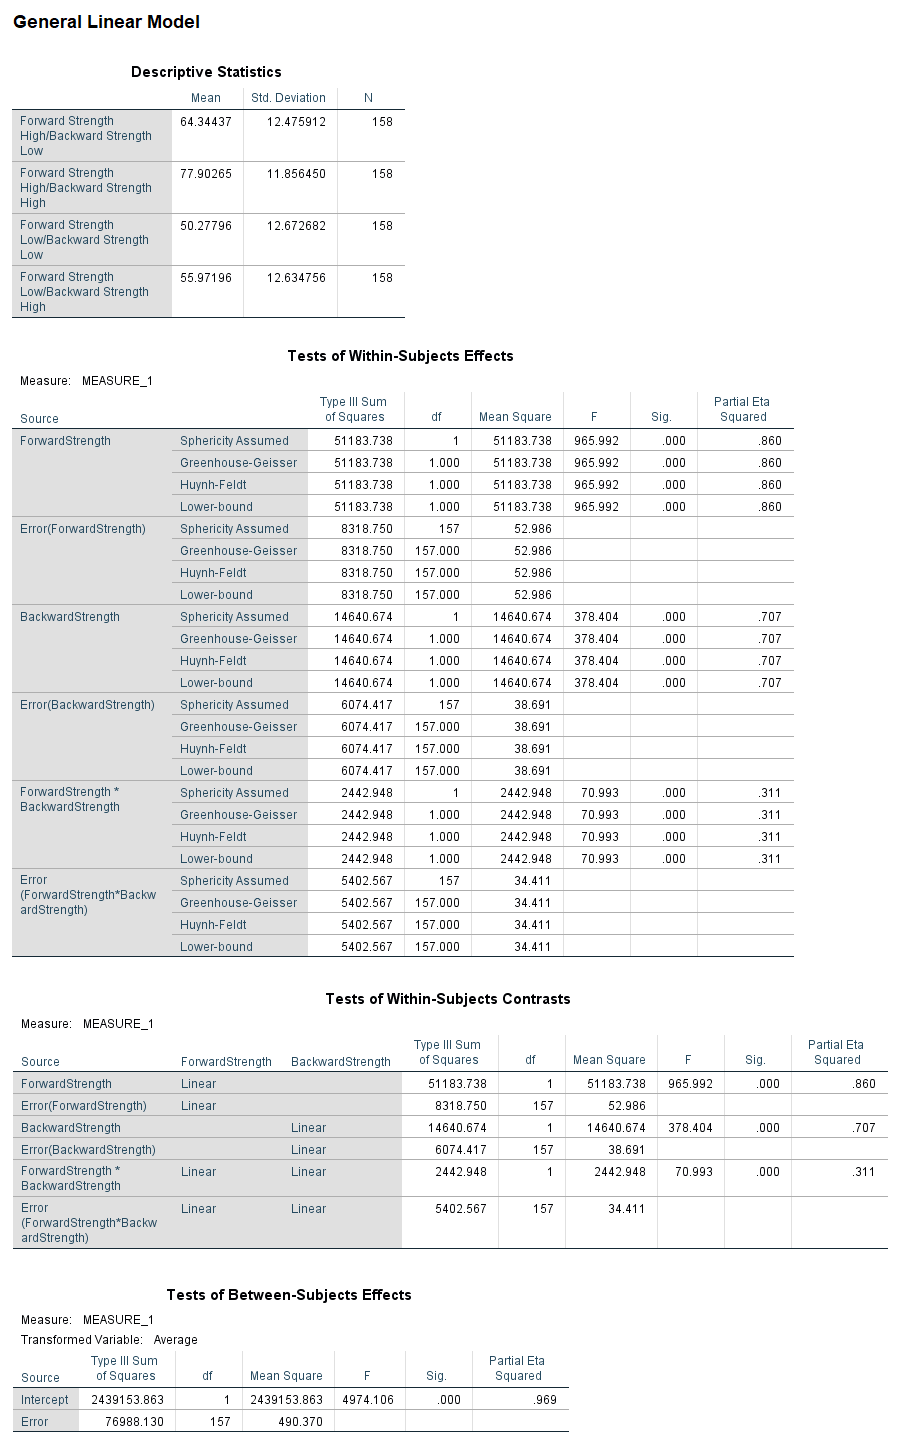 General Linear Model
Descriptive Statistics
Mean Std. Deviation N
Forward Strength High/Backward Strength Low 64.34437 12.475912 158
Forward Strength High/Backward Strength High 77.90265 11.856450 158
Forward Strength Low/Backward Strength Low 50.27796 12.672682 158
Forward Strength Low/Backward Strength High 55.97196 12.634756 158
Tests of Within-Subjects Effects
Measure: MEASURE_1
Source Type III Sum of Squares df Mean Square F Sig. Partial Eta Squared
ForwardStrength Sphericity Assumed 51183.738 1 51183.738 965.992 .000 .860
Greenhouse-Geisser 51183.738 1.000 51183.738 965.992 .000 .860
Huynh-Feldt 51183.738 1.000 51183.738 965.992 .000 .860
Lower-bound 51183.738 1.000 51183.738 965.992 .000 .860
Error(ForwardStrength) Sphericity Assumed 8318.750 157 52.986
Greenhouse-Geisser 8318.750 157.000 52.986
Huynh-Feldt 8318.750 157.000 52.986
Lower-bound 8318.750 157.000 52.986
BackwardStrength Sphericity Assumed 14640.674 1 14640.674 378.404 .000 .707
Greenhouse-Geisser 14640.674 1.000 14640.674 378.404 .000 .707
Huynh-Feldt 14640.674 1.000 14640.674 378.404 .000 .707
Lower-bound 14640.674 1.000 14640.674 378.404 .000 .707
Error(BackwardStrength) Sphericity Assumed 6074.417 157 38.691
Greenhouse-Geisser 6074.417 157.000 38.691
Huynh-Feldt 6074.417 157.000 38.691
Lower-bound 6074.417 157.000 38.691
ForwardStrength * BackwardStrength Sphericity Assumed 2442.948 1 2442.948 70.993 .000 .311
Greenhouse-Geisser 2442.948 1.000 2442.948 70.993 .000 .311
Huynh-Feldt 2442.948 1.000 2442.948 70.993 .000 .311
Lower-bound 2442.948 1.000 2442.948 70.993 .000 .311
Error (ForwardStrength*BackwardStrength) Sphericity Assumed 5402.567 157 34.411
Greenhouse-Geisser 5402.567 157.000 34.411
Huynh-Feldt 5402.567 157.000 34.411
Lower-bound 5402.567 157.000 34.411
Tests of Within-Subjects Contrasts
Measure: MEASURE_1
Source ForwardStrength BackwardStrength Type III Sum of Squares df Mean Square F Sig. Partial Eta Squared
ForwardStrength Linear 51183.738 1 51183.738 965.992 .000 .860
Error(ForwardStrength) Linear 8318.750 157 52.986
BackwardStrength Linear 14640.674 1 14640.674 378.404 .000 .707
Error(BackwardStrength) Linear 6074.417 157 38.691
ForwardStrength * BackwardStrength Linear Linear 2442.948 1 2442.948 70.993 .000 .311
Error (ForwardStrength*BackwardStrength) Linear Linear 5402.567 157 34.411
Tests of Between-Subjects Effects
Measure: MEASURE_1
Transformed Variable: Average
Source Type III Sum of Squares df Mean Square F Sig. Partial Eta Squared
Intercept 2439153.863 1 2439153.863 4974.106 .000 .969
Error 76988.130 157 490.370